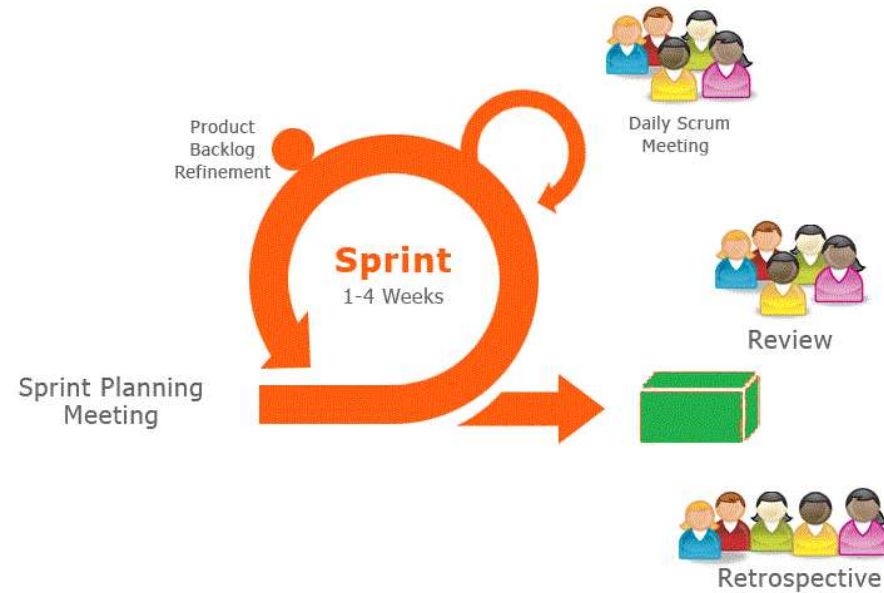 Product
Backlog
Refinement
Daily Scrum
Meeting
Sprint
1-4 Weeks
Review
Sprint Planning
Meeting
Retrospective